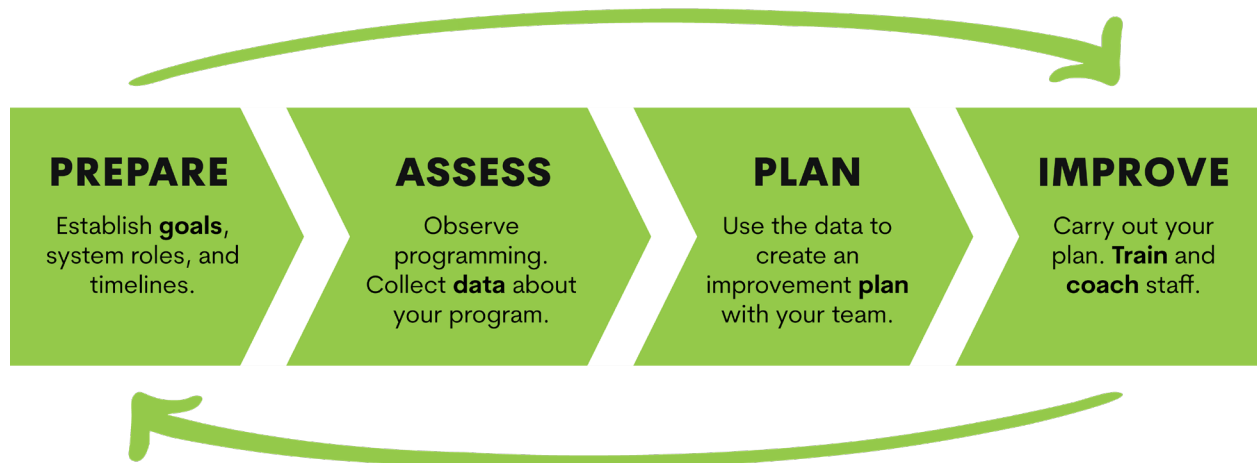 PREPARE
Establish goals,
system roles, and
timelines.
ASSESS
Observe
programming.
Collect data about
your program.
PLAN
Use the data to
create an
improvement plan
with your team.
IMPROVE
Carry out your
plan. Train and
coach staff.